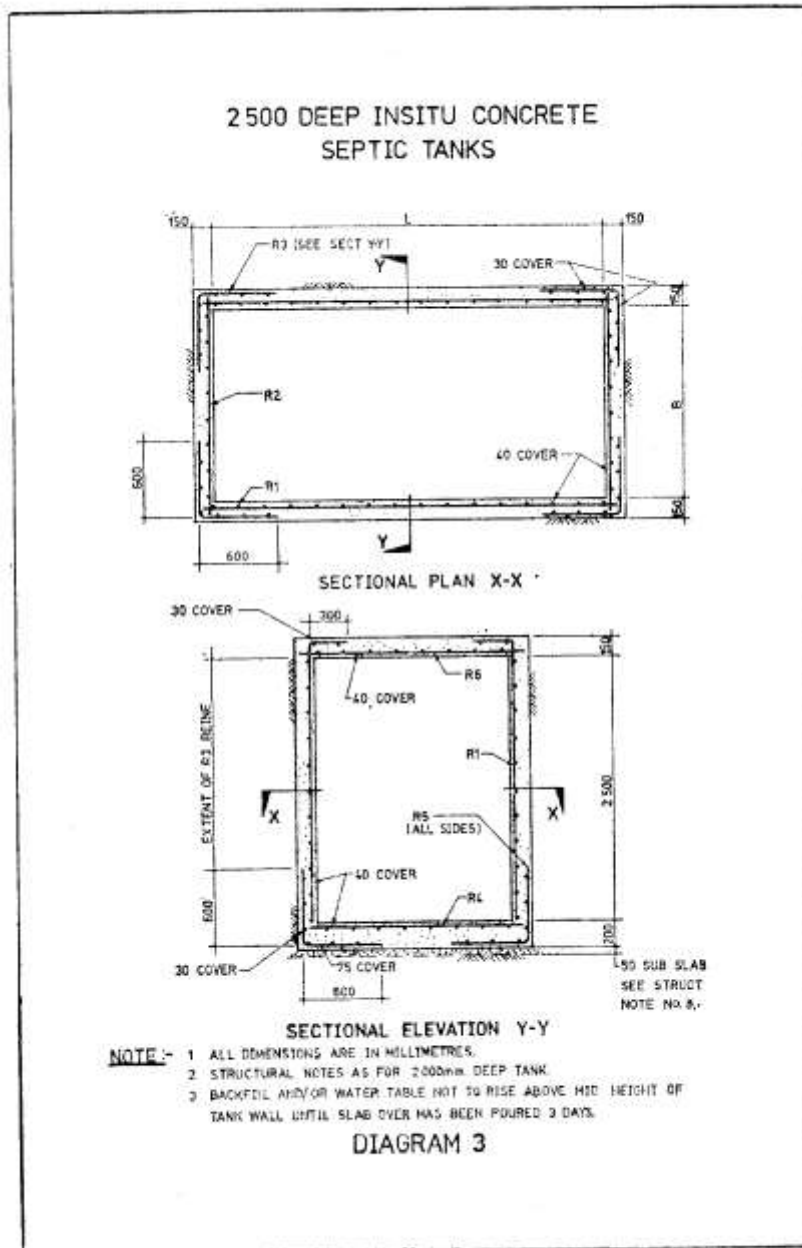 2500 DEEP INSITU CONCRETE
SEPTIC TANKS
150
L
150
R3 (SEE SECT Y-Y)
Y
30 COVER
150
R2
B
600
40 COVER
R1
150
Y
600
SECTIONAL PLAN X-X
30 COVER
300
150
R6
40 COVER
EXTENT OF R3 REINF
R1
2500
X
X
R5
(ALL SIDES)
40 COVER
R4
600
200
30 COVER
75 COVER
600
50 SUB SLAB
SEE STRUCT
NOTE NO.8.
SECTIONAL ELEVATION Y-Y
NOTE:- 1 ALL DIMENSIONS ARE IN MILLIMETRES.
2 STRUCTURAL NOTES AS FOR 2000mm DEEP TANK.
3 BACKFILL AND/OR WATER TABLE NOT TO RISE ABOVE MID HEIGHT OF
TANK WALL UNTIL SLAB OVER HAS BEEN POURED 3 DAYS.
DIAGRAM 3